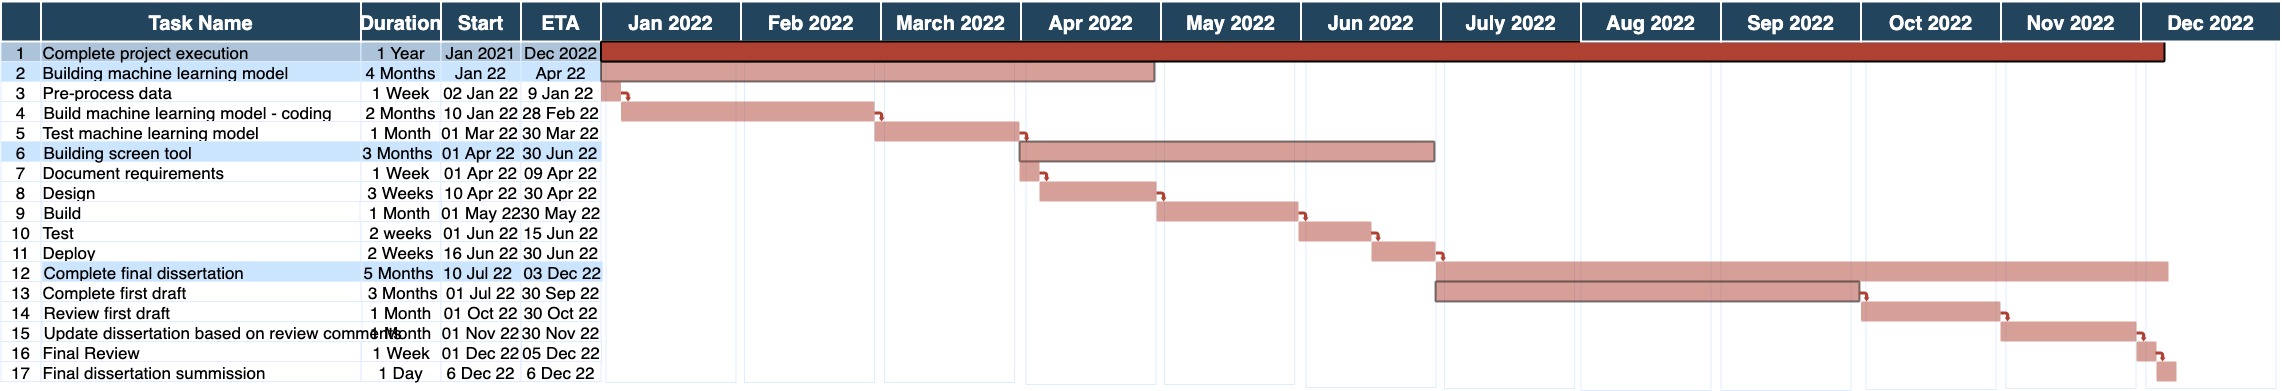 Task Name Duration Start ETA Jan 2022 Feb 2022 March 2022 Apr 2022 May 2022 Jun 2022 July 2022 Aug 2022 Sep 2022 Oct 2022 Nov 2022 Dec 2022
1 Complete project execution 1 Year Jan 2021 Dec 2022
2 Building machine learning model 4 Months Jan 22 Apr 22
3 Pre-process data 1 Week 02 Jan 22 9 Jan 22
4 Build machine learning model - coding 2 Months 10 Jan 22 28 Feb 22
5 Test machine learning model 1 Month 01 Mar 22 30 Mar 22
6 Building screen tool 3 Months 01 Apr 22 30 Jun 22
7 Document requirements 1 Week 01 Apr 22 09 Apr 22
8 Design 3 Weeks 10 Apr 22 30 Apr 22
9 Build 1 Month 01 May 22 30 May 22
10 Test 2 weeks 01 Jun 22 15 Jun 22
11 Deploy 2 Weeks 16 Jun 22 30 Jun 22
12 Complete final dissertation 5 Months 10 Jul 22 03 Dec 22
13 Complete first draft 3 Months 01 Jul 22 30 Sep 22
14 Review first draft 1 Month 01 Oct 22 30 Oct 22
15 Update dissertation based on review comments 1 Month 01 Nov 22 30 Nov 22
16 Final Review 1 Week 01 Dec 22 05 Dec 22
17 Final dissertation summission 1 Day 6 Dec 22 6 Dec 22